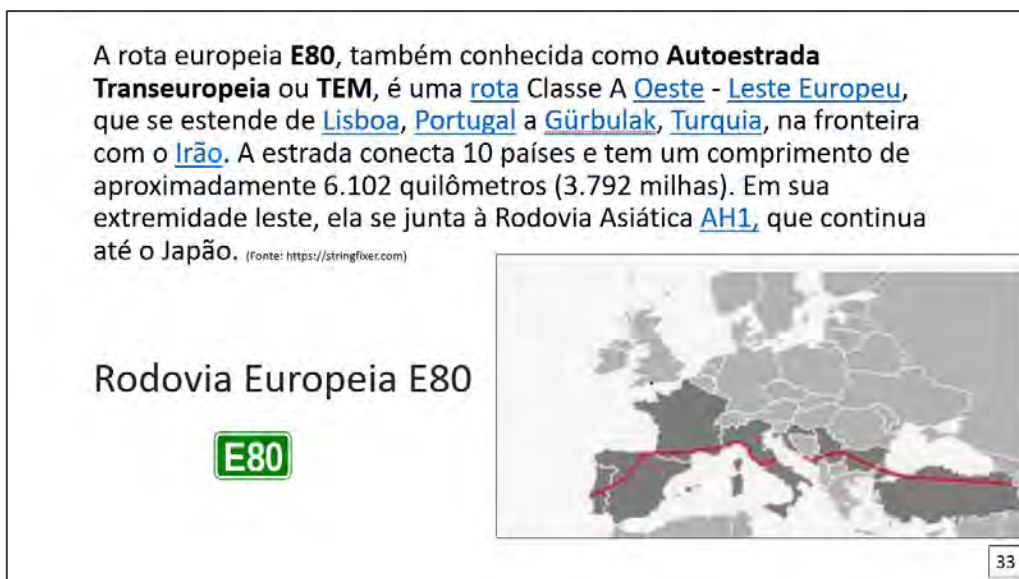 A rota europeia E80, também conhecida como Autoestrada
Transeuropeia ou TEM, é uma rota Classe A Oeste - Leste Europeu,
que se estende de Lisboa, Portugal a Gürbulak, Turquia, na fronteira
com o Irão. A estrada conecta 10 países e tem um comprimento de
aproximadamente 6.102 quilômetros (3.792 milhas). Em sua
extremidade leste, ela se junta à Rodovia Asiática AH1, que continua
até o Japão. (Fonte: https://stringfixer.com)
Rodovia Europeia E80
E80
33